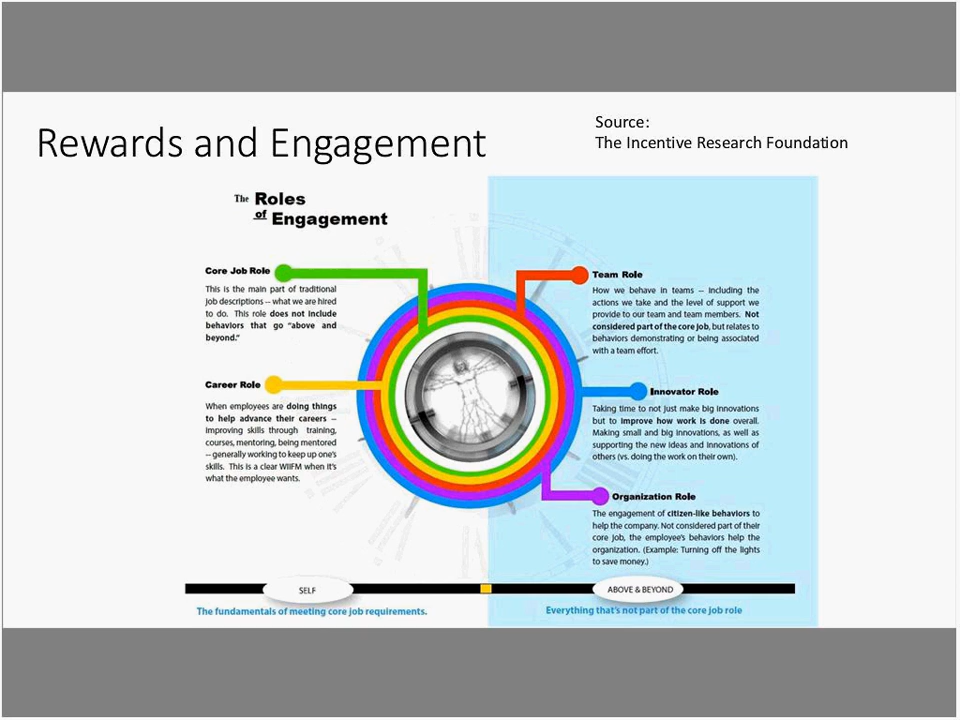 Rewards and Engagement
Source:
The Incentive Research Foundation
The Roles
of Engagement
Core Job Role
This is the main part of traditional
job descriptions -- what we are hired
to do. This role does not include
behaviors that go "above and
beyond."
Career Role
When employees are doing things
to help advance their careers --
improving skills through training,
courses, mentoring, being mentored
-- generally working to keep up one's
skills. This is a clear WIIFM when it's
what the employee wants.
Team Role
How we behave in teams -- including the
actions we take and the level of support we
provide to our team and team members. Not
considered part of the core job, but relates to
behaviors demonstrating or being associated
with a team effort.
Innovator Role
Taking time to not just make big innovations
but to improve how work is done overall.
Making small and big innovations, as well as
supporting the new ideas and innovations of
others (vs. doing the work on their own).
Organization Role
The engagement of citizen-like behaviors to
help the company. Not considered part of their
core job, the employee's behaviors help the
organization. (Example: Turning off the lights
to save money.)
SELF
ABOVE & BEYOND
The fundamentals of meeting core job requirements.
Everything that's not part of the core job role